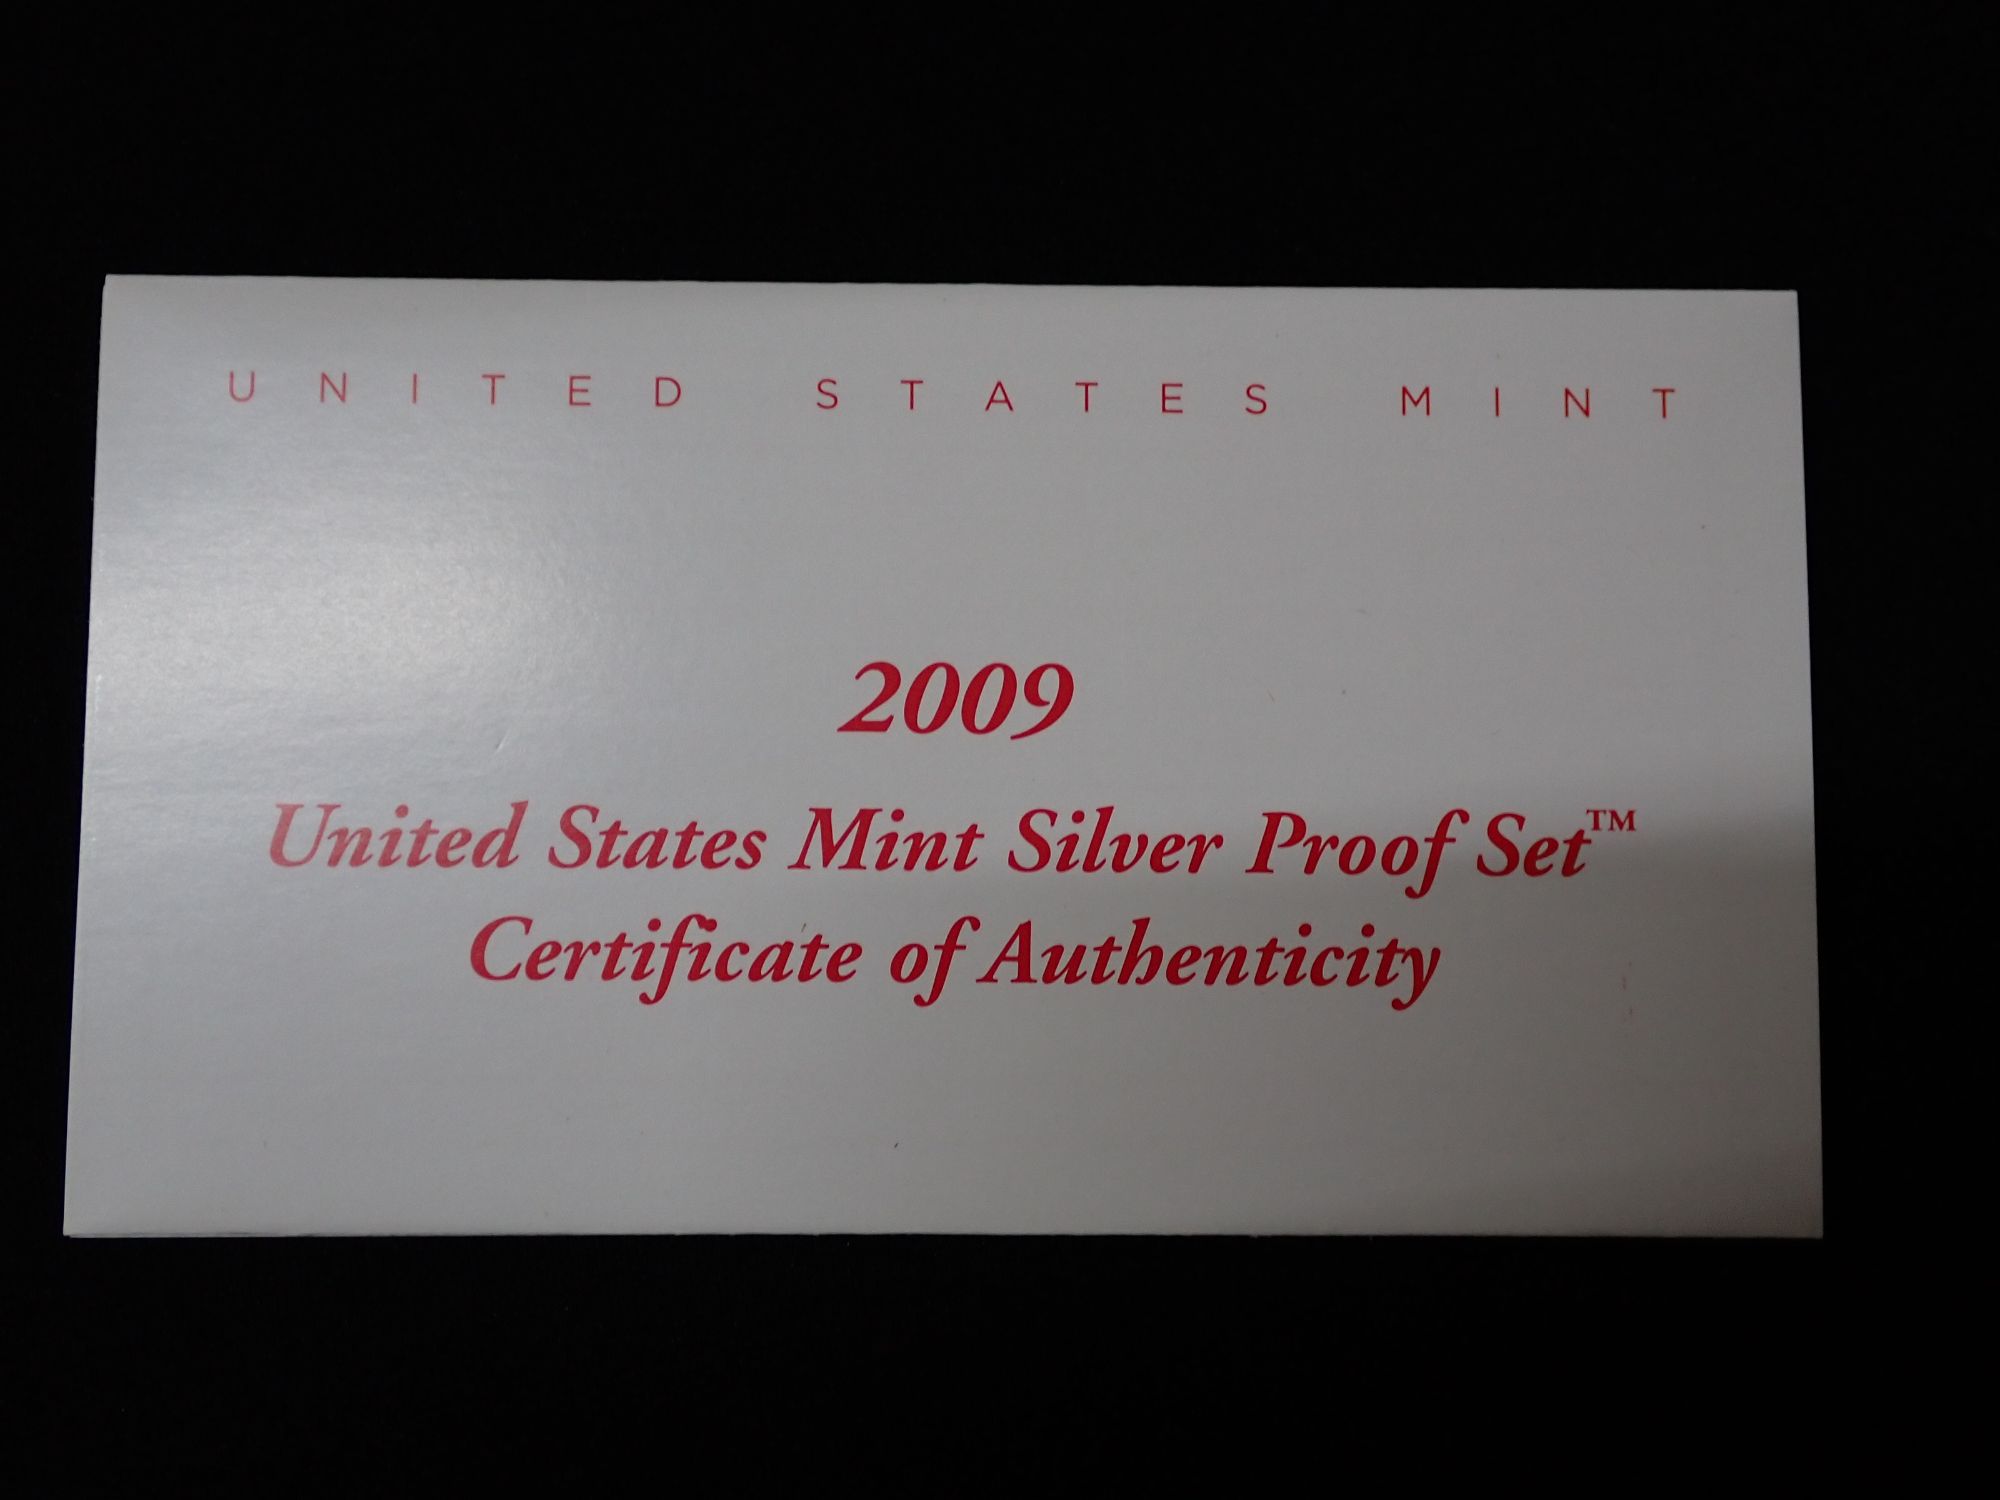 UNITED STATES MINT
2009
United States Mint Silver Proof Set™
Certificate of Authenticity